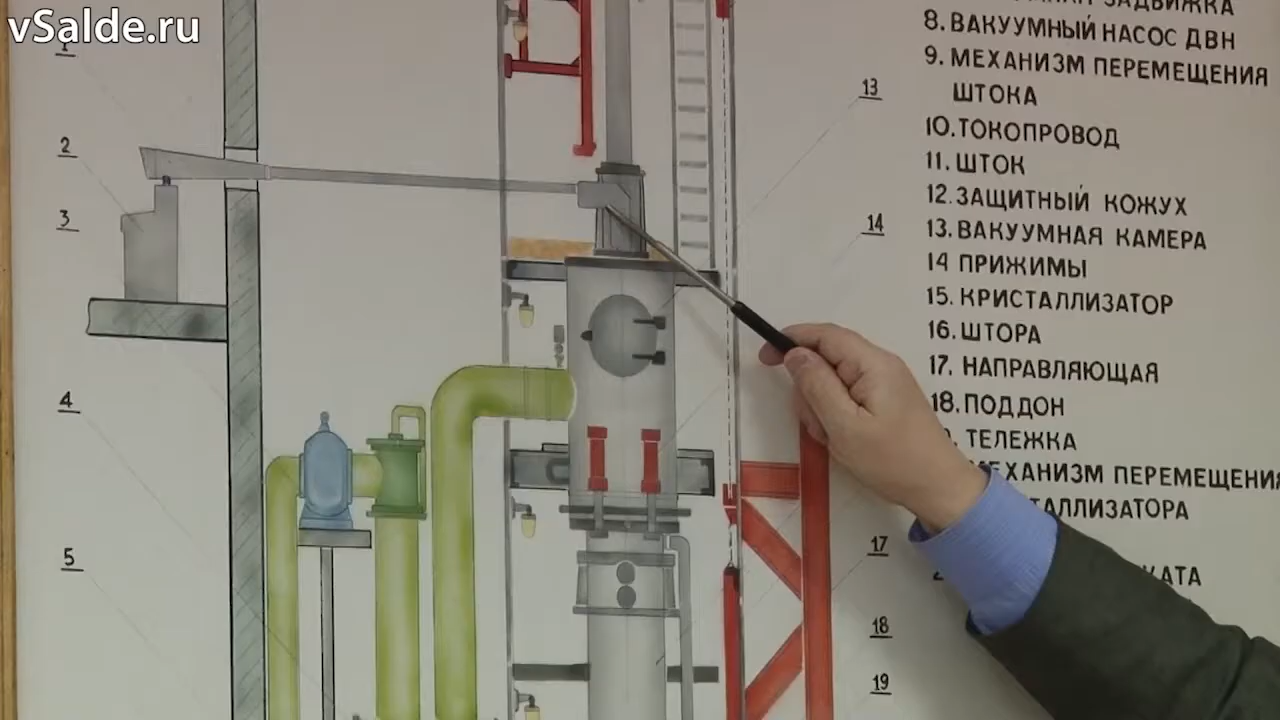 vSalde.ru
ЗАДВИЖКА
8. ВАКУУМНЫЙ НАСОС ДВН
9. МЕХАНИЗМ ПЕРЕМЕЩЕНИЯ
ШТОКА
10. ТОКОПРОВОД
11. ШТОК
12. ЗАЩИТНЫЙ КОЖУХ
13. ВАКУУМНАЯ КАМЕРА
14 ПРИЖИМЫ
15. КРИСТАЛЛИЗАТОР
16. ШТОРА
17. НАПРАВЛЯЮЩАЯ
18. ПОДДОН
ТЕЛЕЖКА
МЕХАНИЗМ ПЕРЕМЕЩЕНИЯ
1
2
3
4
5
13
14
17
18
19